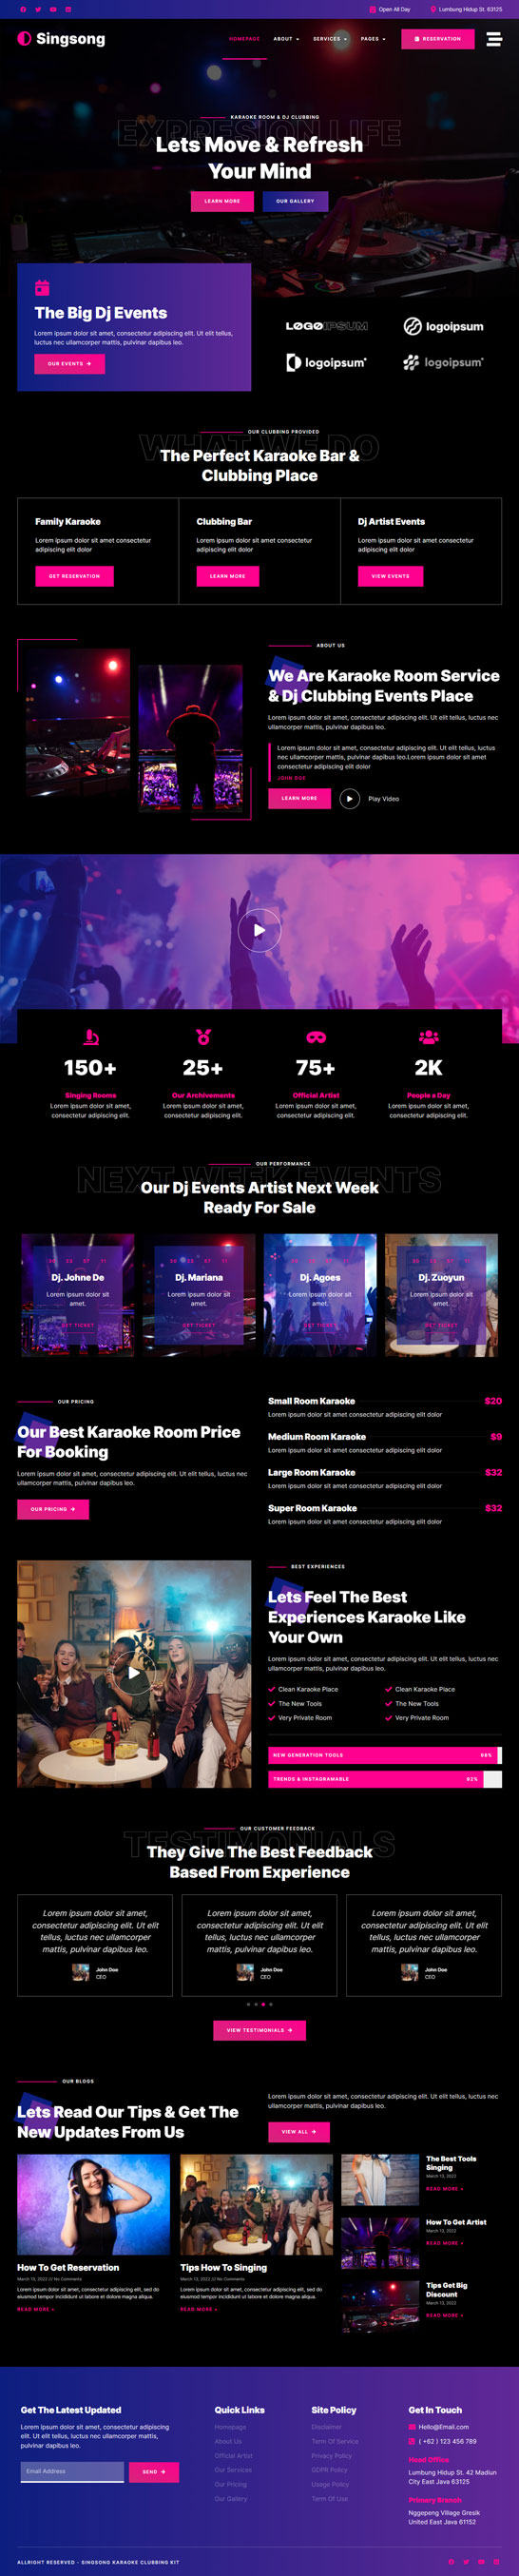 Open All Day
Lumbung Hidup St. 63125
Singsong
HOMEPAGE
ABOUT
SERVICES
PAGES
RESERVATION
EXPRESION LIFE
KARAOKE ROOM & DJ CLUBBING
Lets Move & Refresh
Your Mind
LEARN MORE
OUR GALLERY
The Big Dj Events
Lorem ipsum dolor sit amet, consectetur adipiscing elit. Ut elit tellus,
luctus nec ullamcorper mattis, pulvinar dapibus leo.
OUR EVENTS
LOGOIPSUM
logoipsum
logoipsum
logoipsum
OUR CLUBBING PROVIDED
WHAT WE DO
The Perfect Karaoke Bar &
Clubbing Place
Family Karaoke
Lorem ipsum dolor sit amet consectetur
adipiscing elit dolor
GET RESERVATION
Clubbing Bar
Lorem ipsum dolor sit amet consectetur
adipiscing elit dolor
LEARN MORE
Dj Artist Events
Lorem ipsum dolor sit amet consectetur
adipiscing elit dolor
VIEW EVENTS
ABOUT US
We Are Karaoke Room Service
& Dj Clubbing Events Place
Lorem ipsum dolor sit amet, consectetur adipiscing elit. Ut elit tellus, luctus nec
ullamcorper mattis, pulvinar dapibus leo.
Lorem ipsum dolor sit amet, consectetur adipiscing elit. Ut elit tellus, luctus
nec ullamcorper mattis, pulvinar dapibus leo.Lorem ipsum dolor sit amet
consectetur adipiscing elit dolor
JOHN DOE
LEARN MORE
Play Video
150+
Singing Rooms
Lorem ipsum dolor sit amet,
consectetur adipiscing elit.
25+
Our Archivements
Lorem ipsum dolor sit amet,
consectetur adipiscing elit.
75+
Official Artist
Lorem ipsum dolor sit amet,
consectetur adipiscing elit.
2K
People a Day
Lorem ipsum dolor sit amet,
consectetur adipiscing elit.
OUR PERFORMANCE
NEXT WEEK EVENTS
Our Dj Events Artist Next Week
Ready For Sale
Dj. Johne De
Lorem ipsum dolor sit
amet.
GET TICKET
Dj. Mariana
Lorem ipsum dolor sit
amet.
GET TICKET
Dj. Agoes
Lorem ipsum dolor sit
amet.
GET TICKET
Dj. Zuoyun
Lorem ipsum dolor sit
amet.
GET TICKET
OUR PRICING
Our Best Karaoke Room Price
For Booking
Lorem ipsum dolor sit amet, consectetur adipiscing elit. Ut elit tellus, luctus nec
ullamcorper mattis, pulvinar dapibus leo.
OUR PRICING
Small Room Karaoke $20
Lorem ipsum dolor sit amet consectetur adipiscing elit dolor
Medium Room Karaoke $9
Lorem ipsum dolor sit amet consectetur adipiscing elit dolor
Large Room Karaoke $32
Lorem ipsum dolor sit amet consectetur adipiscing elit dolor
Super Room Karaoke $32
Lorem ipsum dolor sit amet consectetur adipiscing elit dolor
BEST EXPERIENCES
Lets Feel The Best
Experiences Karaoke Like
Your Own
Lorem ipsum dolor sit amet, consectetur adipiscing elit. Ut elit tellus, luctus nec
ullamcorper mattis, pulvinar dapibus leo.
Clean Karaoke Place
The New Tools
Very Private Room
Clean Karaoke Place
The New Tools
Very Private Room
NEW GENERATION TOOLS 98%
TRENDS & INSTAGRAMABLE 92%
OUR CUSTOMER FEEDBACK
TESTIMONIALS
They Give The Best Feedback
Based From Experience
Lorem ipsum dolor sit amet,
consectetur adipiscing elit. Ut elit
tellus, luctus nec ullamcorper
mattis, pulvinar dapibus leo.
John Doe
CEO
Lorem ipsum dolor sit amet,
consectetur adipiscing elit. Ut elit
tellus, luctus nec ullamcorper
mattis, pulvinar dapibus leo.
John Doe
CEO
Lorem ipsum dolor sit amet,
consectetur adipiscing elit. Ut elit
tellus, luctus nec ullamcorper
mattis, pulvinar dapibus leo.
John Doe
CEO
VIEW TESTIMONIALS
OUR BLOGS
Lets Read Our Tips & Get The
New Updates From Us
Lorem ipsum dolor sit amet, consectetur adipiscing elit. Ut elit tellus, luctus nec
ullamcorper mattis, pulvinar dapibus leo.
VIEW ALL
How To Get Reservation
March 13, 2022 /// No Comments
Lorem ipsum dolor sit amet, consectetur adipiscing elit, sed do
eiusmod tempor incididunt ut labore et dolore magna aliqua.
READ MORE »
Tips How To Singing
March 13, 2022 /// No Comments
Lorem ipsum dolor sit amet, consectetur adipiscing elit, sed do
eiusmod tempor incididunt ut labore et dolore magna aliqua.
READ MORE »
The Best Tools
Singing
March 13, 2022
READ MORE »
How To Get Artist
March 13, 2022
READ MORE »
Tips Get Big
Discount
March 13, 2022
READ MORE »
Get The Latest Updated
Lorem ipsum dolor sit amet, consectetur adipiscing
elit. Ut elit tellus, luctus nec ullamcorper mattis,
pulvinar dapibus leo.
Email Address
SEND
Quick Links
Homepage
About Us
Official Artist
Our Services
Our Pricing
Our Gallery
Site Policy
Disclaimer
Term Of Service
Privacy Policy
GDPR Policy
Usage Policy
Term Of Use
Get In Touch
Hello@Email.com
( +62 ) 123 456 789
Head Office
Lumbung Hidup St. 42 Madiun
City East Java 63125
Primary Branch
Nggepeng Village Gresik
United East Java 61152
ALLRIGHT RESERVED - SINGSONG KARAOKE CLUBBING KIT